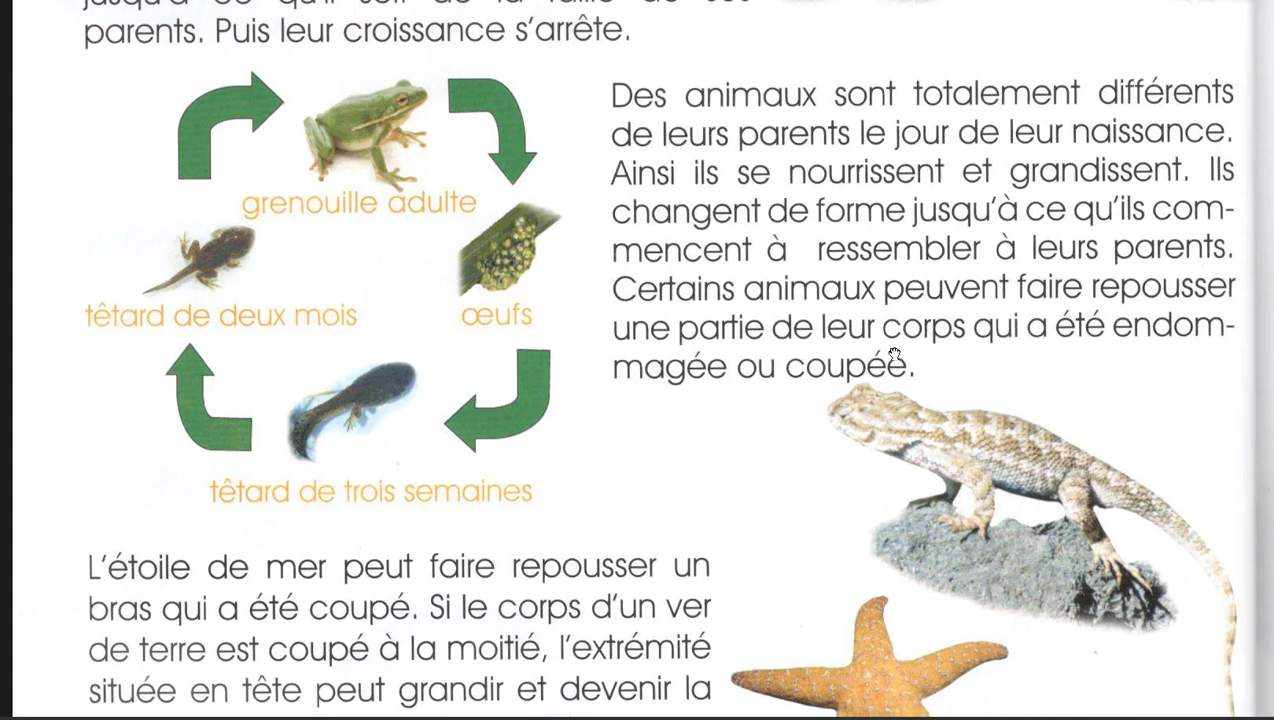 parents. Puis leur croissance s'arrête.
grenouille adulte
têtard de deux mois
œufs
têtard de trois semaines
Des animaux sont totalement différents
de leurs parents le jour de leur naissance.
Ainsi ils se nourrissent et grandissent. Ils
changent de forme jusqu'à ce qu'ils com-
mencent à ressembler à leurs parents.
Certains animaux peuvent faire repousser
une partie de leur corps qui a été endom-
magée ou coupée.
L'étoile de mer peut faire repousser un
bras qui a été coupé. Si le corps d'un ver
de terre est coupé à la moitié, l'extrémité
située en tête peut grandir et devenir la